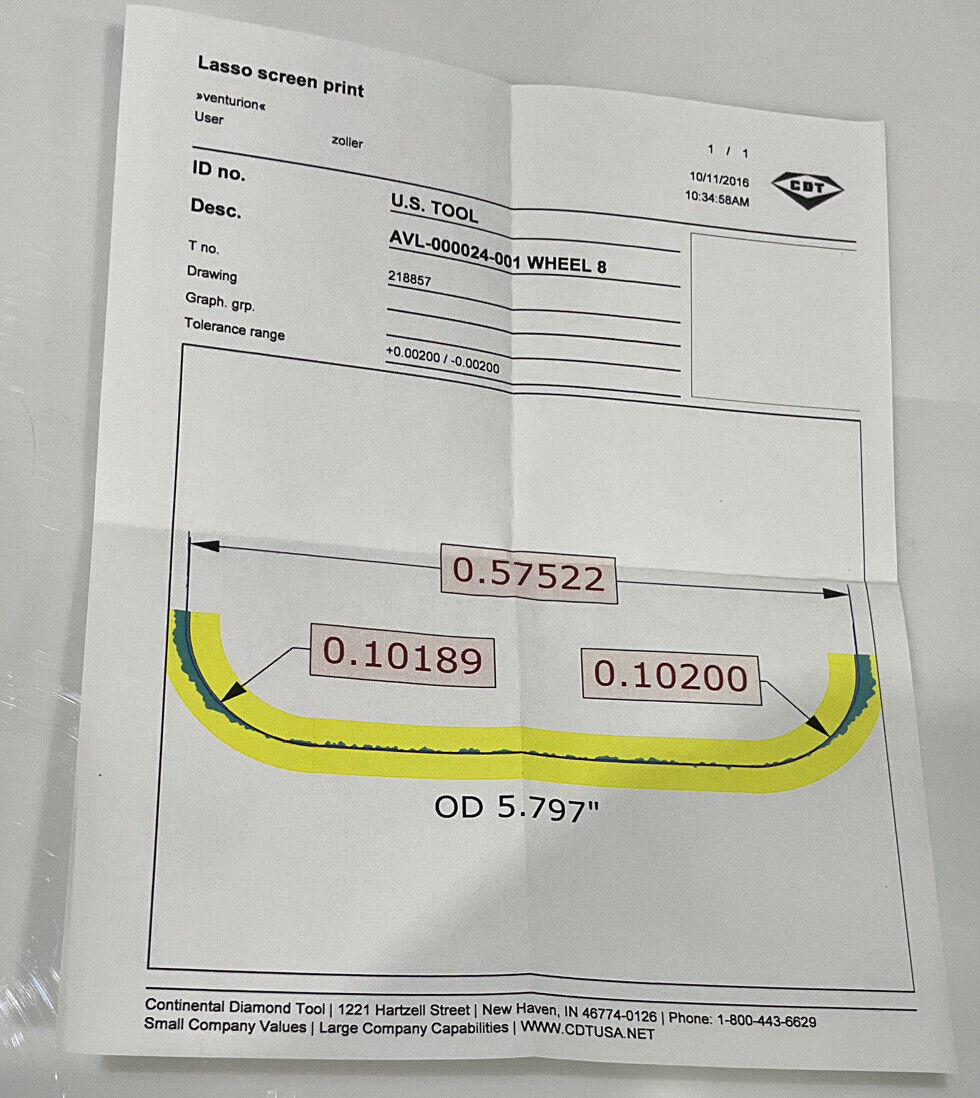 Lasso screen print
»venturion«
User
zoller
1 / 1
10/11/2016
10:34:58AM
CDT
ID no.
U.S. TOOL
Desc.
AVL-000024-001 WHEEL 8
T no.
218857
Drawing
Graph. grp.
Tolerance range
+0.00200 / -0.00200
0.57522
0.10189
0.10200
OD 5.797"
Continental Diamond Tool | 1221 Hartzell Street | New Haven, IN 46774-0126 | Phone: 1-800-443-6629
Small Company Values | Large Company Capabilities | WWW.CDTUSA.NET